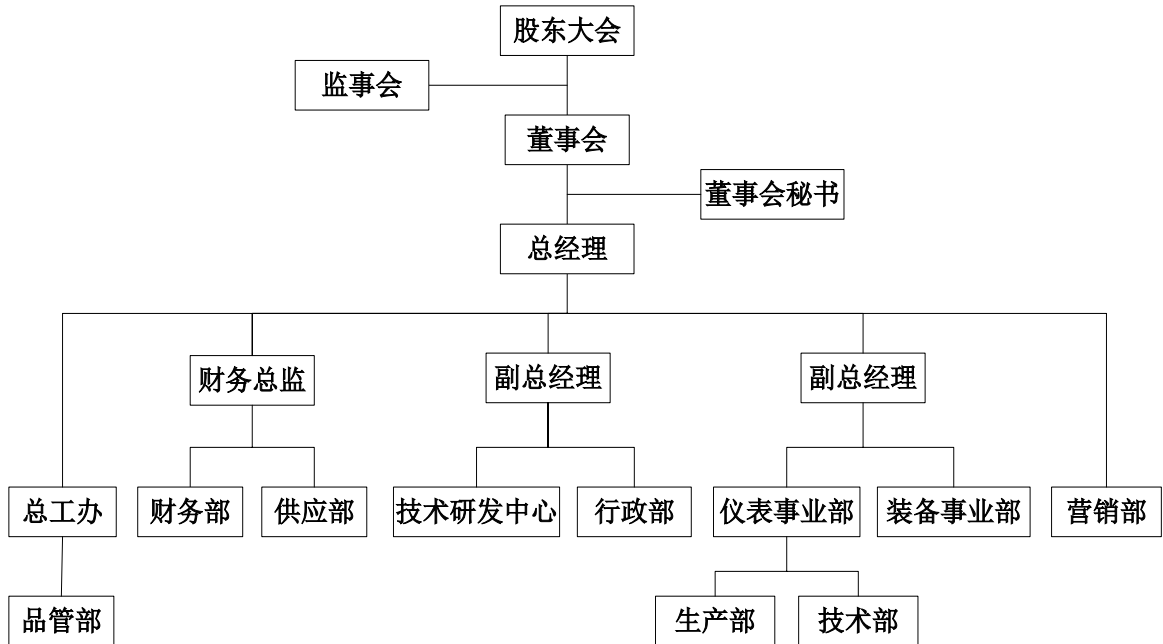 股东大会
监事会
董事会
董事会秘书
总经理
财务总监
副总经理
副总经理
总工办
财务部
供应部
技术研发中心
行政部
仪表事业部
装备事业部
营销部
品管部
生产部
技术部